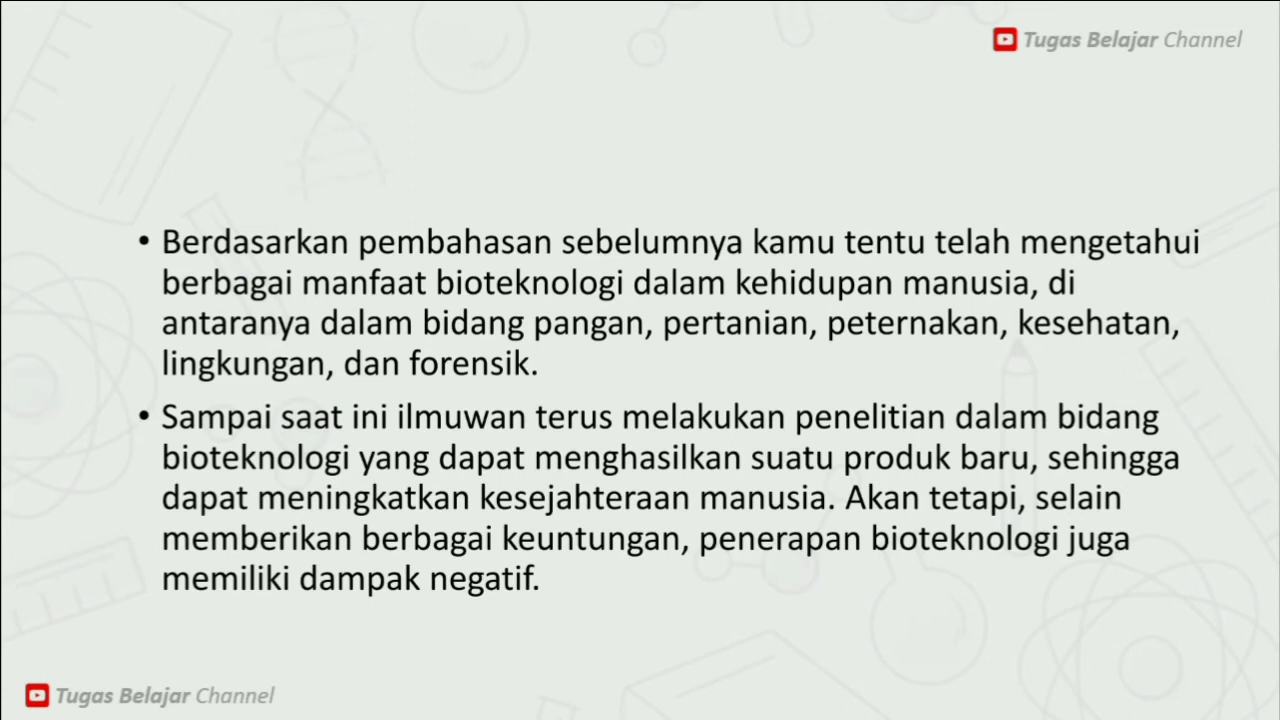 Tugas Belajar Channel
• Berdasarkan pembahasan sebelumnya kamu tentu telah mengetahui
berbagai manfaat bioteknologi dalam kehidupan manusia, di
antaranya dalam bidang pangan, pertanian, peternakan, kesehatan,
lingkungan, dan forensik.
• Sampai saat ini ilmuwan terus melakukan penelitian dalam bidang
bioteknologi yang dapat menghasilkan suatu produk baru, sehingga
dapat meningkatkan kesejahteraan manusia. Akan tetapi, selain
memberikan berbagai keuntungan, penerapan bioteknologi juga
memiliki dampak negatif.
Tugas Belajar Channel